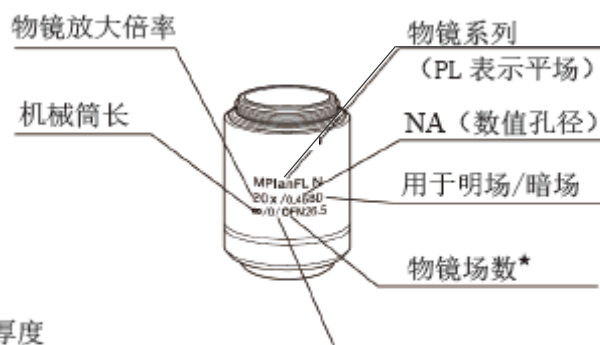 物镜放大倍率
物镜系列
（PL 表示平场）
机械筒长
NA（数值孔径）
MPlanFL N
20x /0.45BD
∞/0/OFN26.5
用于明场/暗场
物镜场数*
厚度